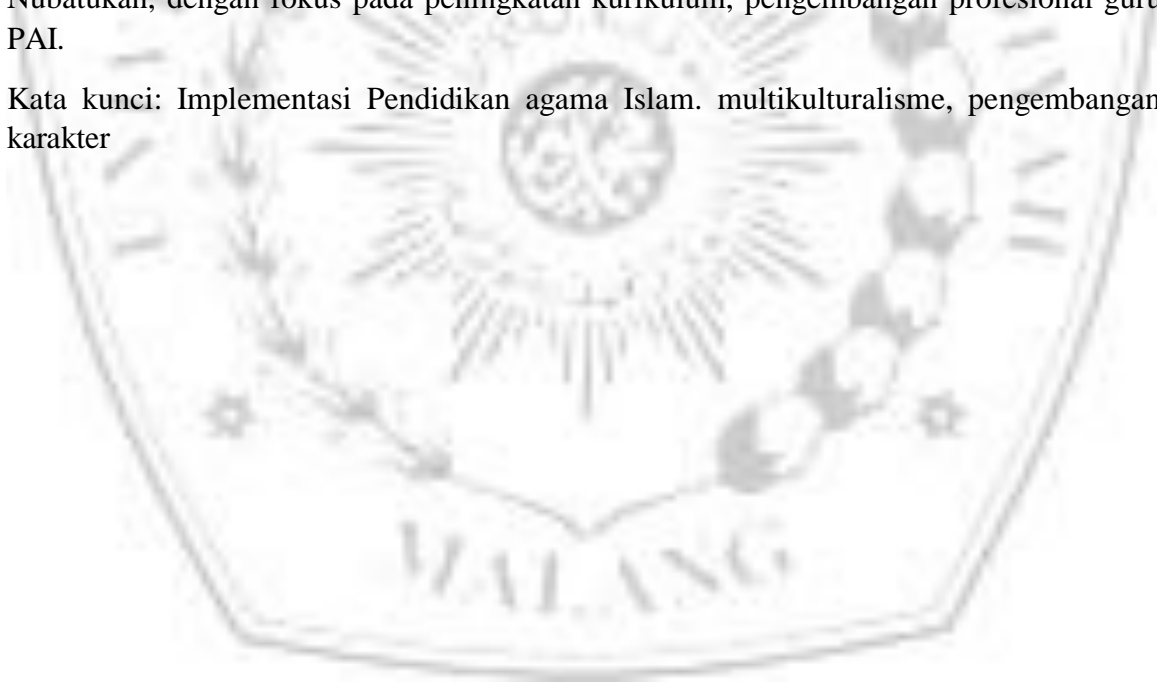 Nubatukan, dengan fokus pada peningkatan kurikulum, pengembangan profesional guru
PAI.
Kata kunci: Implementasi Pendidikan agama Islam. multikulturalisme, pengembangan
karakter
MALANG